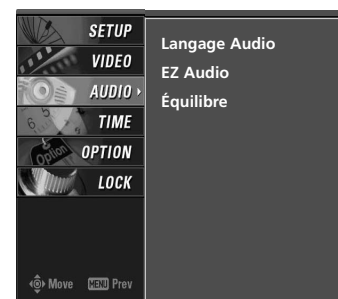 SETUP
VIDEO
AUDIO
TIME
OPTION
LOCK
Langage Audio
EZ Audio
Équilibre
Move MENU Prev